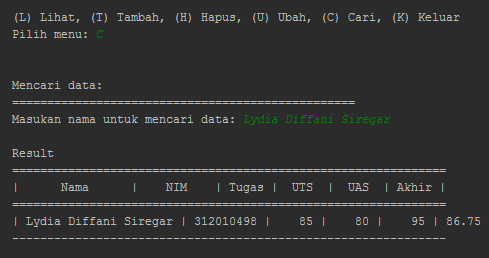 (L) Lihat, (T) Tambah, (H) Hapus, (U) Ubah, (C) Cari, (K) Keluar
Pilih menu: C
Mencari data:
=================================================
Masukan nama untuk mencari data: Lydia Diffani Siregar
Result
==============================================================
|      Nama      |    NIM    | Tugas |  UTS  |  UAS  | Akhir |
==============================================================
| Lydia Diffani Siregar | 312010498 |    85 |    80 |    95 | 86.75
--------------------------------------------------------------